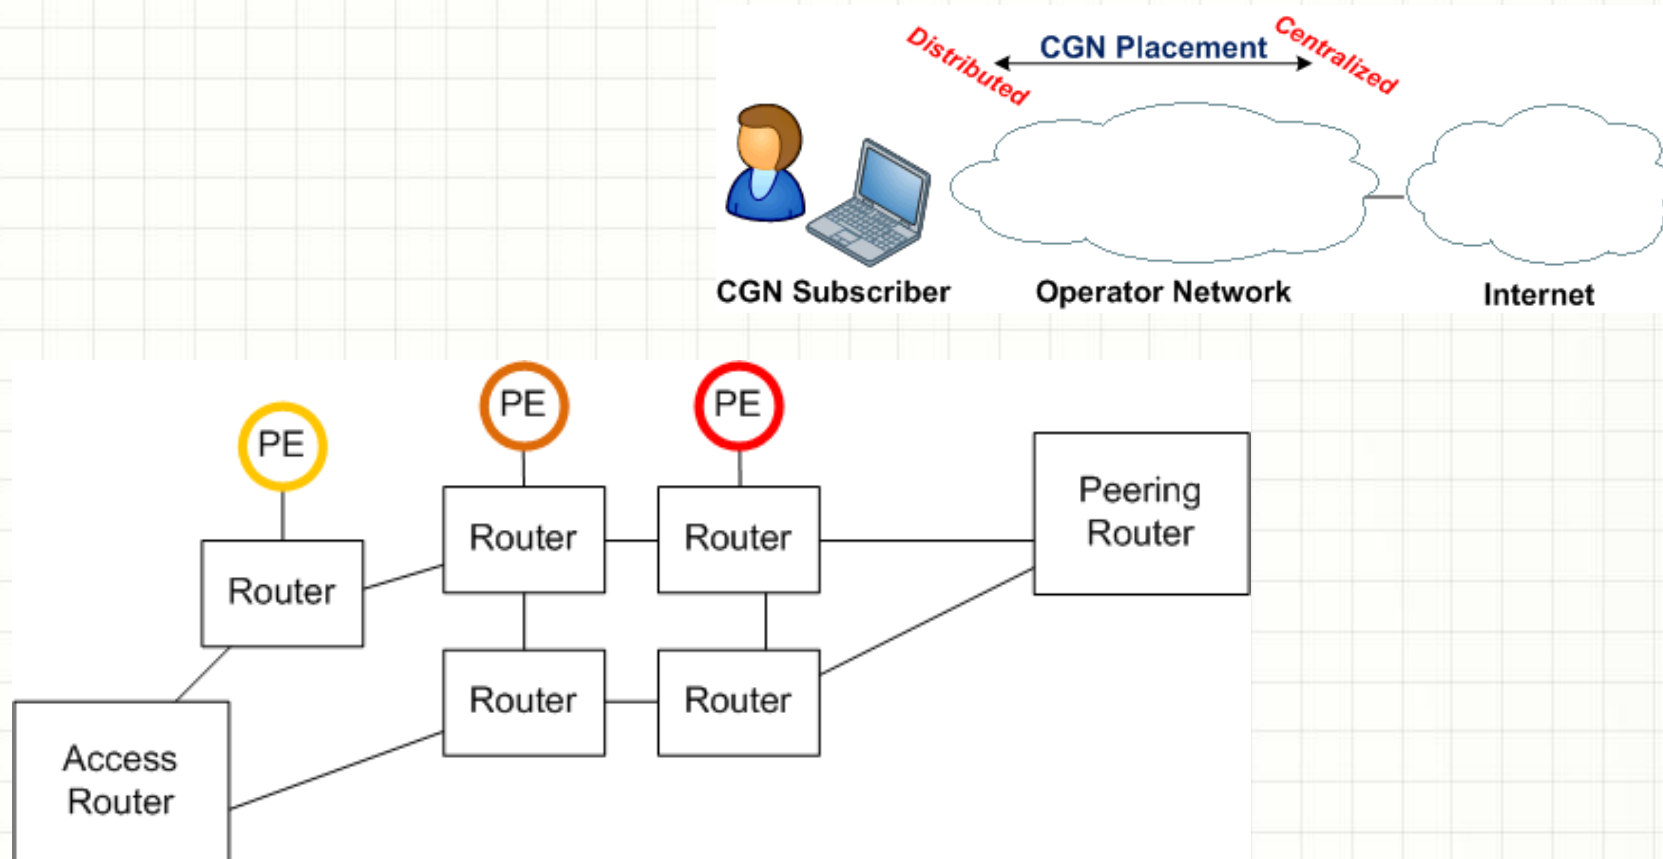 Distributed
CGN Placement
Centralized
CGN Subscriber
Operator Network
Internet
PE
PE
PE
Router
Router
Router
Peering
Router
Router
Router
Access
Router